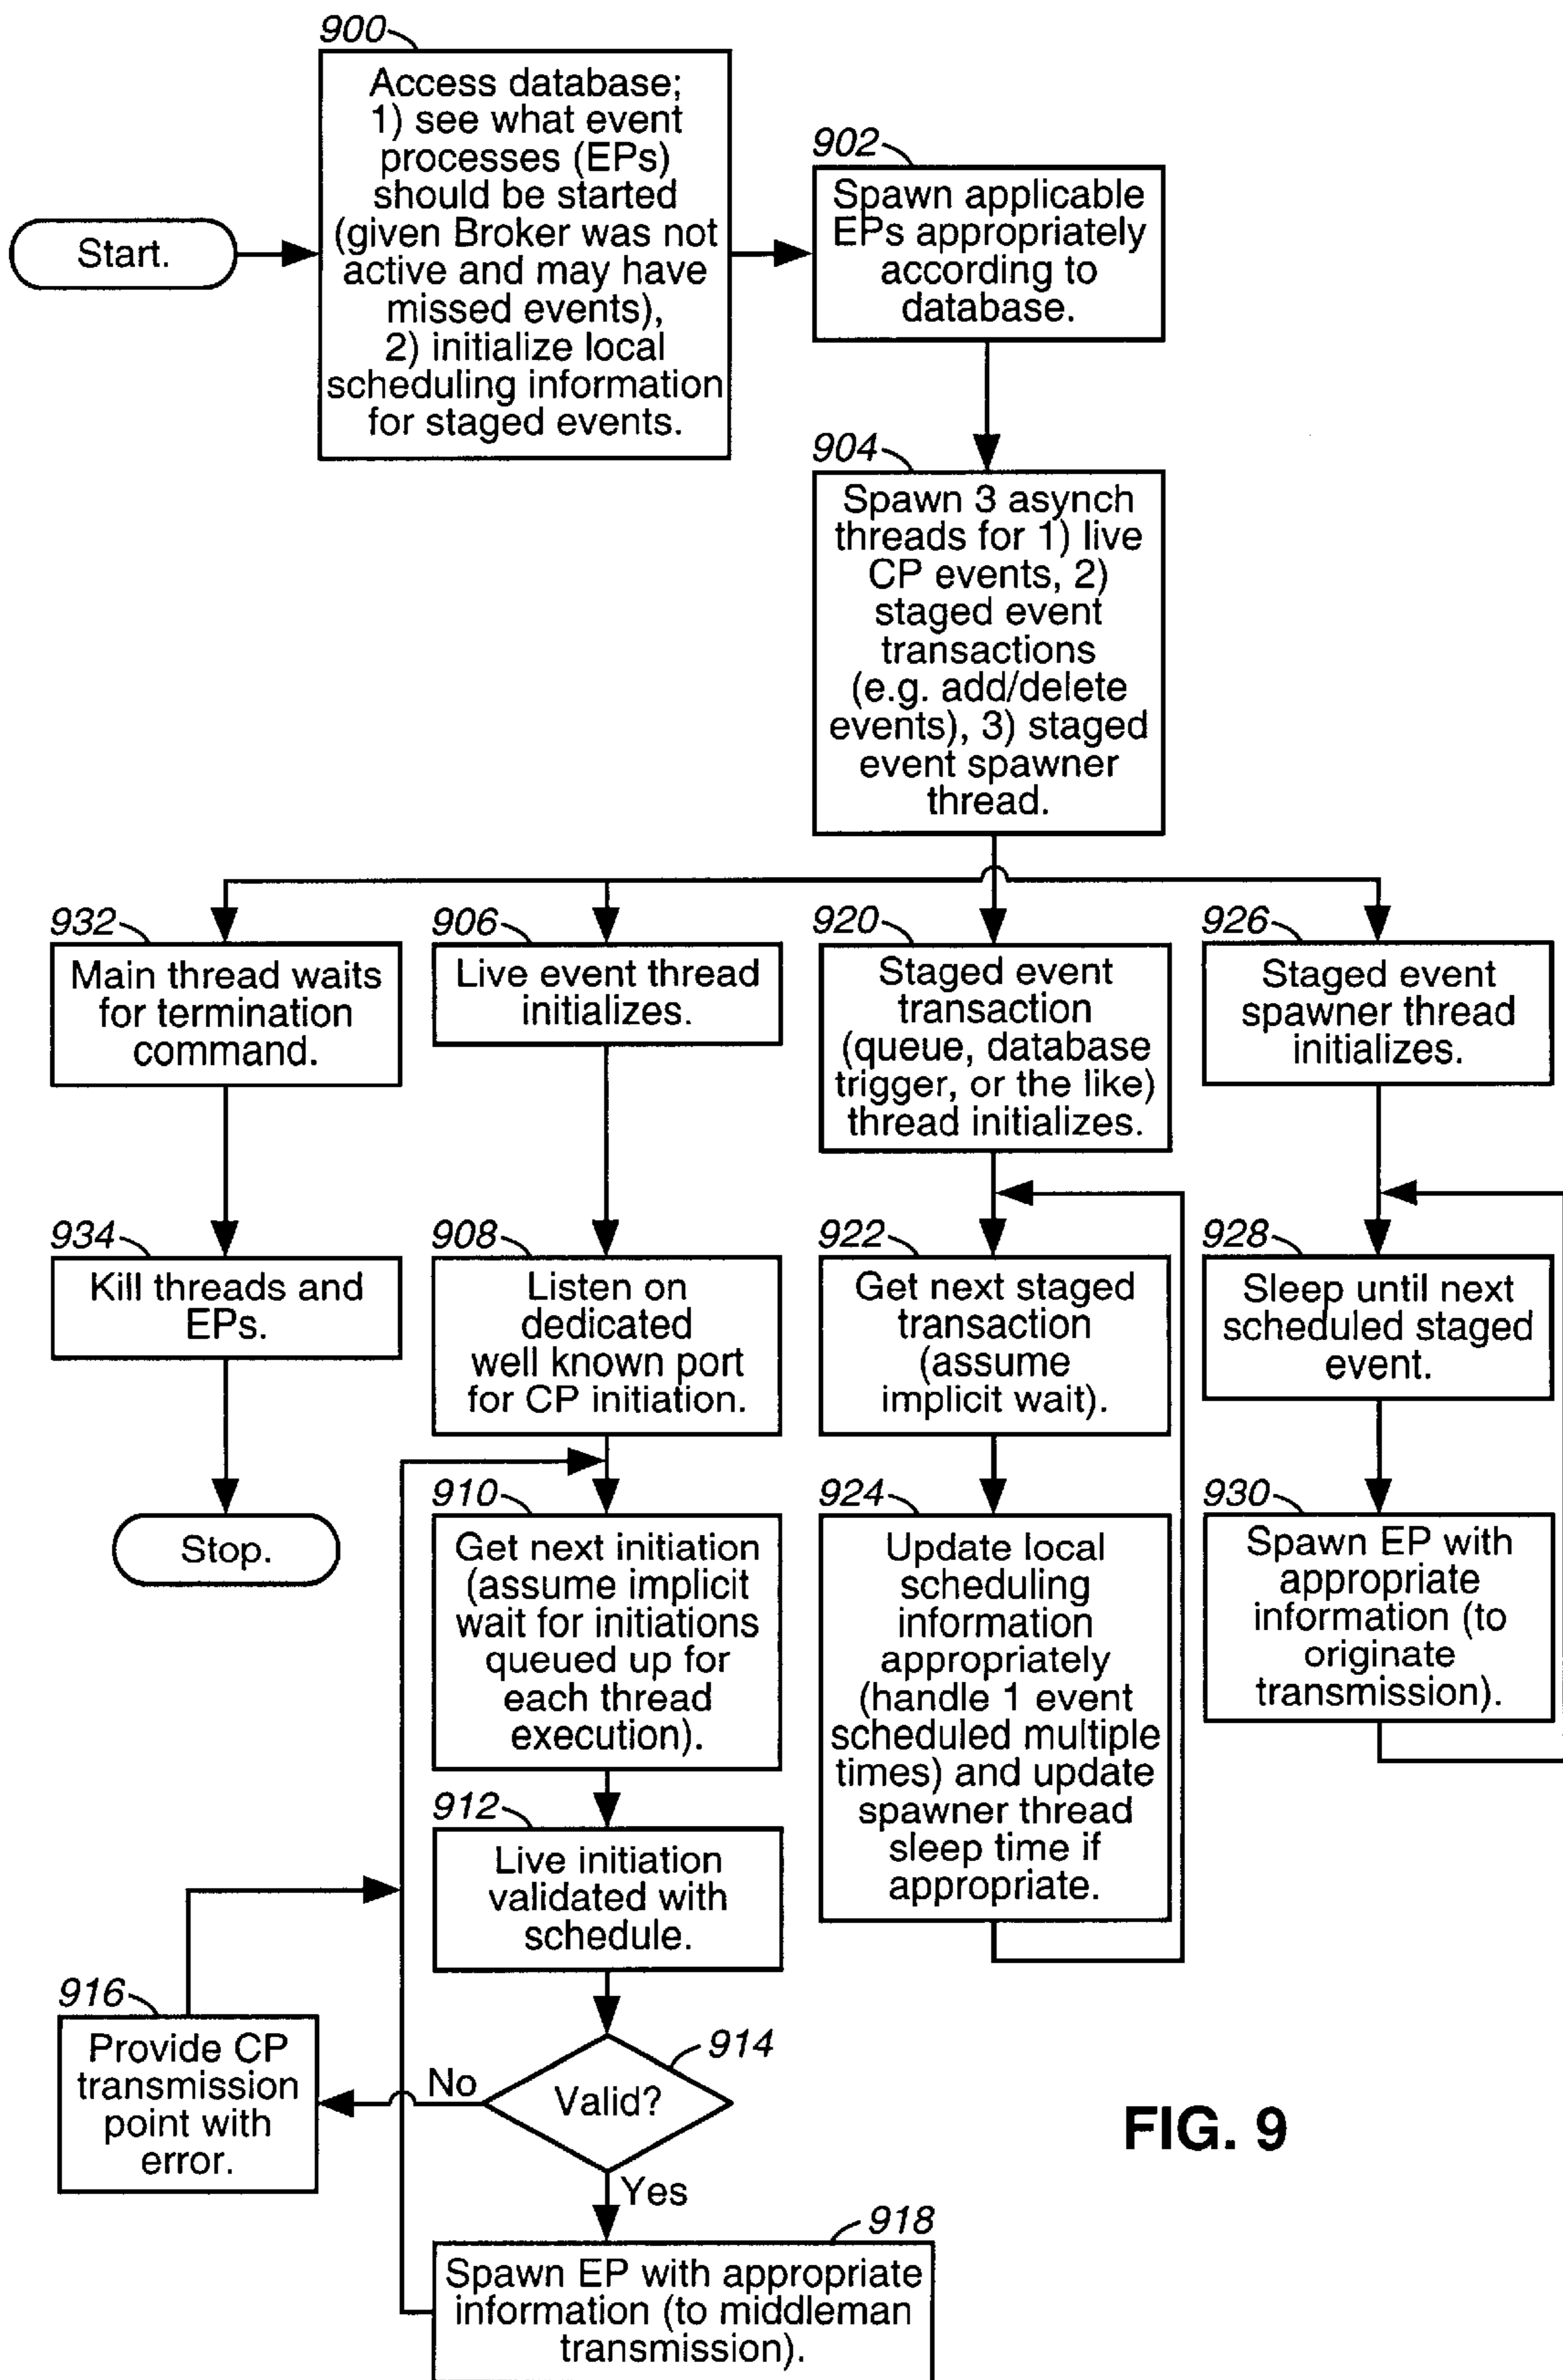 900
Access database;
1) see what event
processes (EPs)
should be started
(given Broker was not
active and may have
missed events),
2) initialize local
scheduling information
for staged events.
Start.
902
Spawn applicable
EPs appropriately
according to
database.
904
Spawn 3 asynch
threads for 1) live
CP events, 2)
staged event
transactions
(e.g. add/delete
events), 3) staged
event spawner
thread.
932
Main thread waits
for termination
command.
934
Kill threads and
EPs.
Stop.
906
Live event thread
initializes.
908
Listen on
dedicated
well known port
for CP initiation.
910
Get next initiation
(assume implicit
wait for initiations
queued up for
each thread
execution).
912
Live initiation
validated with
schedule.
914
Valid?
No
Yes
916
Provide CP
transmission
point with
error.
918
Spawn EP with appropriate
information (to middleman
transmission).
920
Staged event
transaction
(queue, database
trigger, or the like)
thread initializes.
922
Get next staged
transaction
(assume
implicit wait).
924
Update local
scheduling
information
appropriately
(handle 1 event
scheduled multiple
times) and update
spawner thread
sleep time if
appropriate.
926
Staged event
spawner thread
initializes.
928
Sleep until next
scheduled staged
event.
930
Spawn EP with
appropriate
information (to
originate
transmission).
FIG. 9